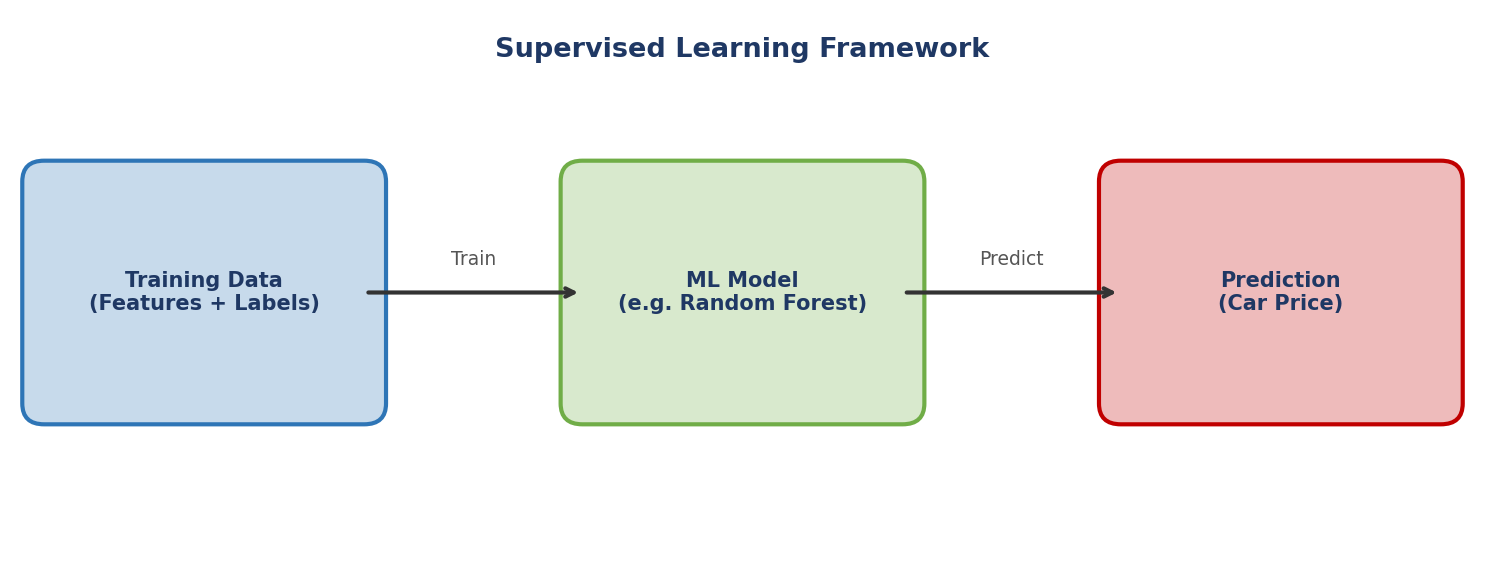 Supervised Learning Framework
Training Data
(Features + Labels)
Train
ML Model
(e.g. Random Forest)
Predict
Prediction
(Car Price)